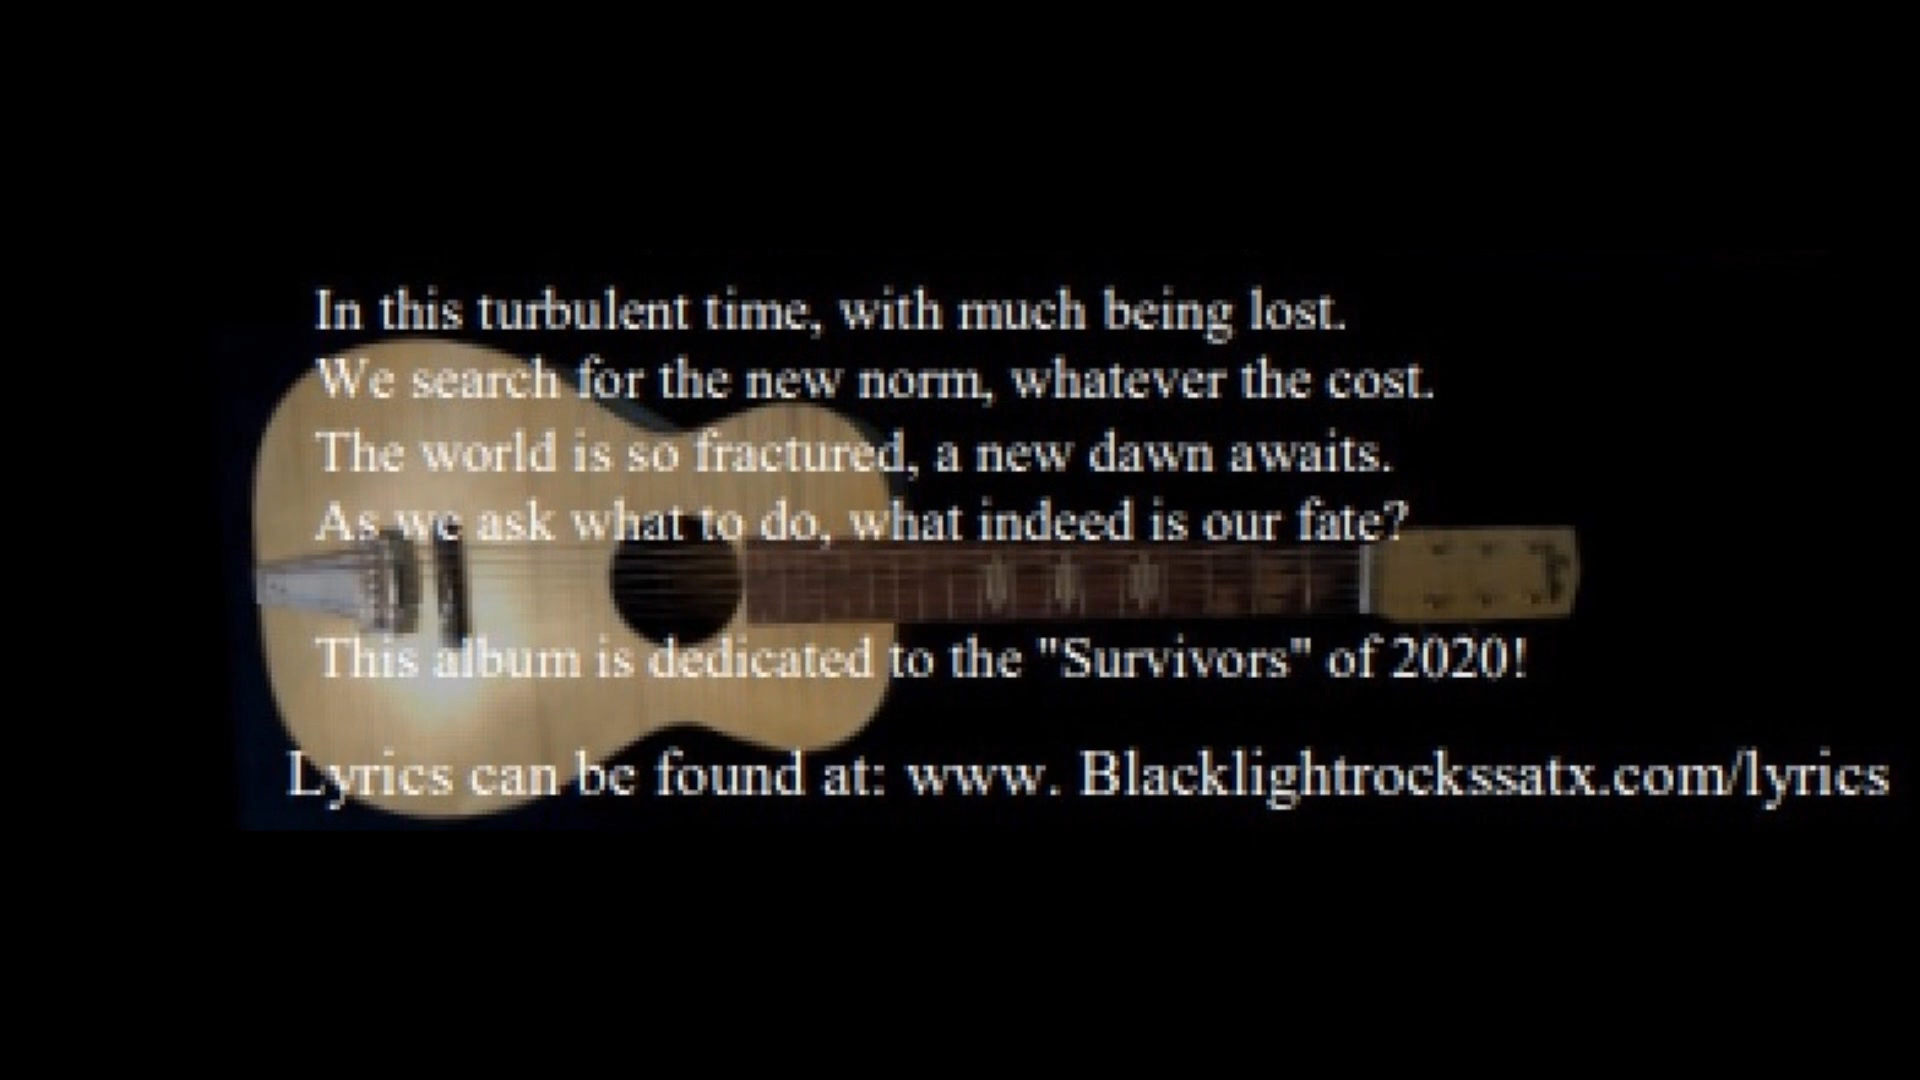 In this turbulent time, with much being lost.
We search for the new norm, whatever the cost.
The world is so fractured, a new dawn awaits.
As we ask what to do, what indeed is our fate?
This album is dedicated to the "Survivors" of 2020!
Lyrics can be found at: www. Blacklightrockssatx.com/lyrics